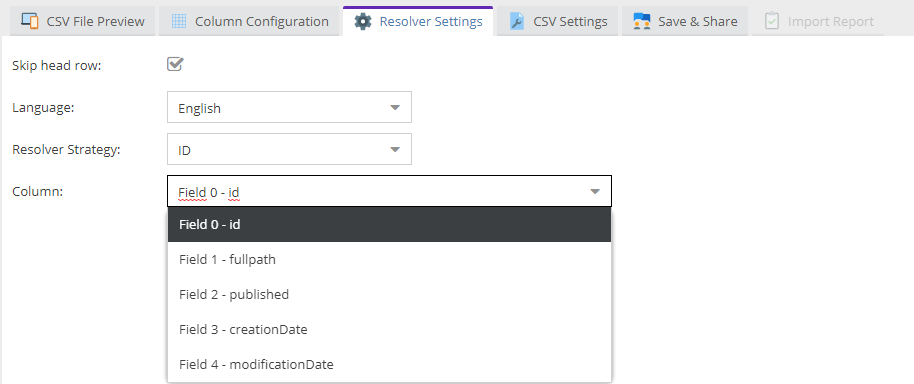 CSV File Preview Column Configuration Resolver Settings CSV Settings Save & Share Import Report
Skip head row:
Language: English
Resolver Strategy: ID
Column: Field 0 - id
Field 0 - id
Field 1 - fullpath
Field 2 - published
Field 3 - creationDate
Field 4 - modificationDate